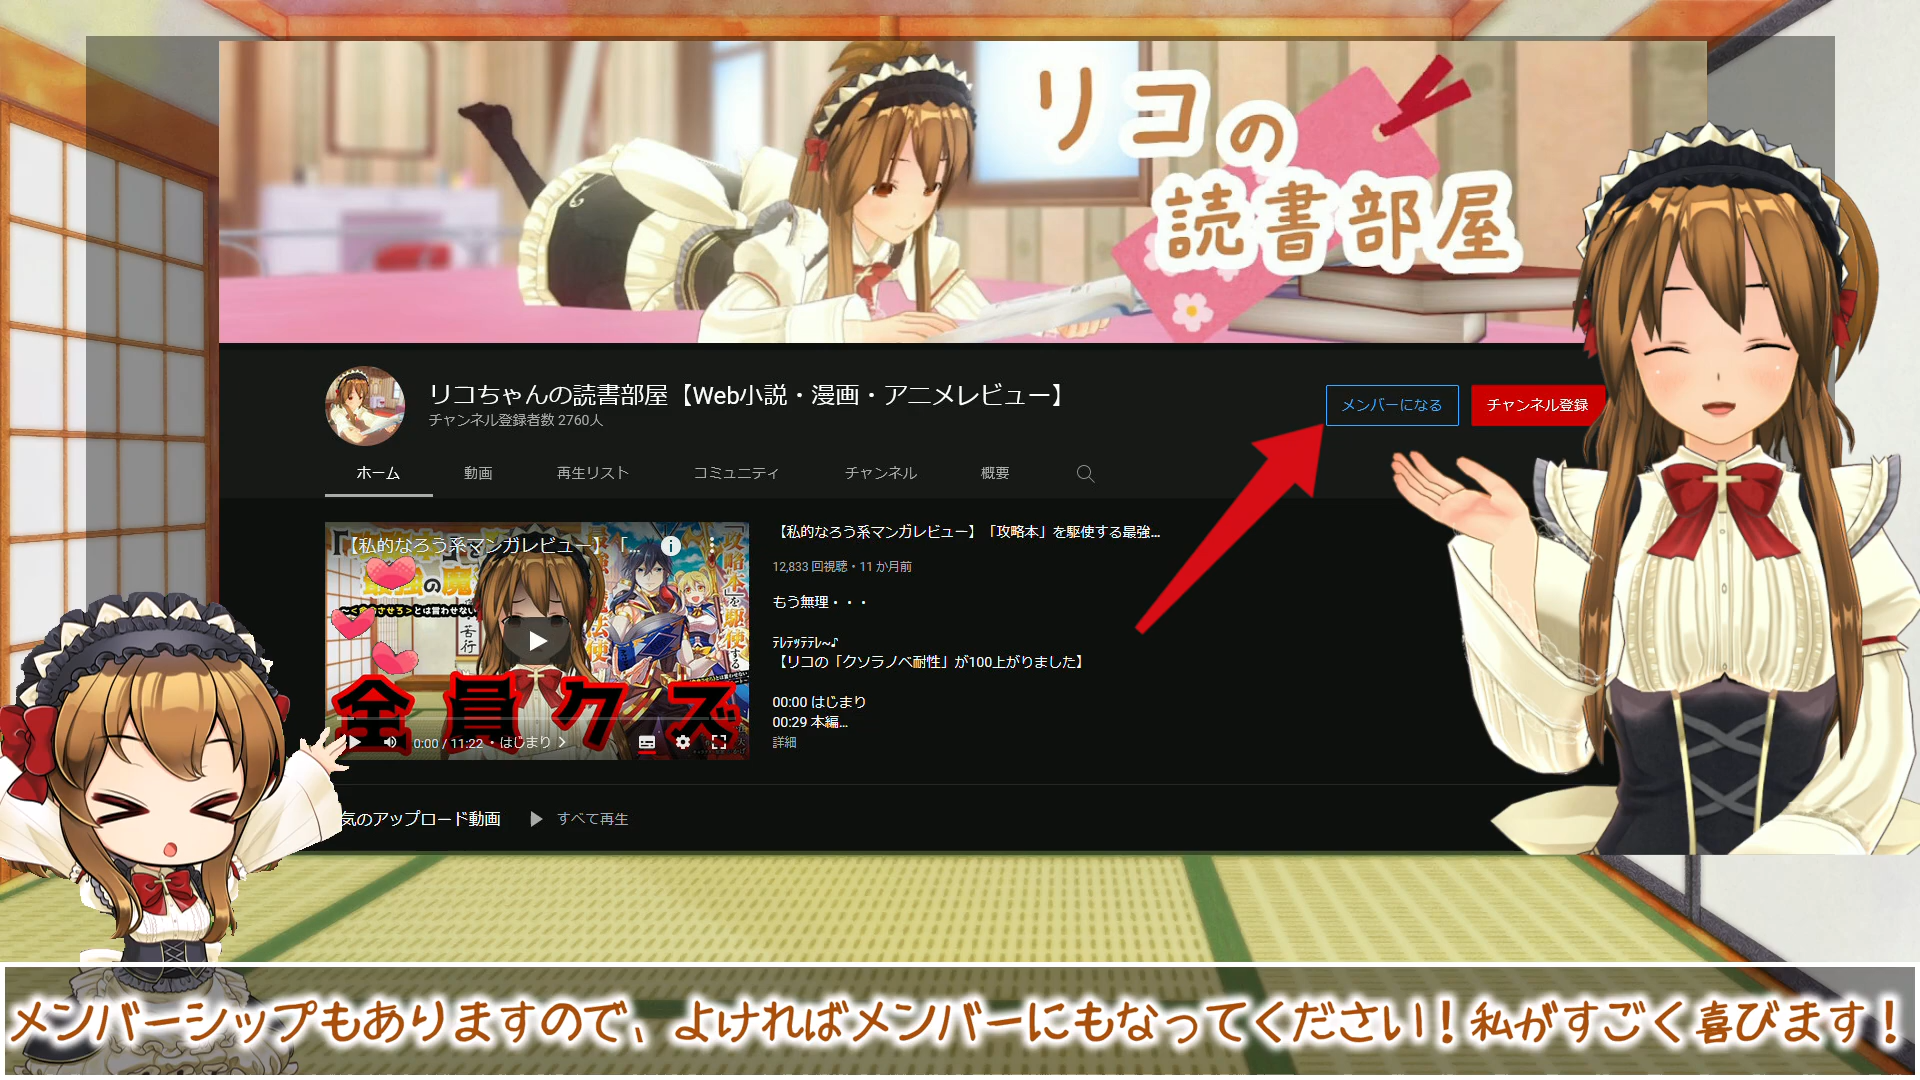 リコの
読書部屋
リコちゃんの読書部屋【Web小説・漫画・アニメレビュー】
チャンネル登録者数 2760人
メンバーになる
チャンネル登録
ホーム
動画
再生リスト
コミュニティ
チャンネル
概要
【私的なろう系マンガレビュー】「...
苦行
全員クズ
0:00 / 11:22・はじまり
【私的なろう系マンガレビュー】「攻略本」を駆使する最強...
12,833 回視聴・11 か月前
もう無理・・・
ﾃﾚﾃｯﾃﾃﾚ~♪
【リコの「クソラノベ耐性」が100上がりました】
00:00 はじまり
00:29 本編...
詳細
気のアップロード動画
すべて再生
メンバーシップもありますので、よければメンバーにもなってください！私がすごく喜びます！